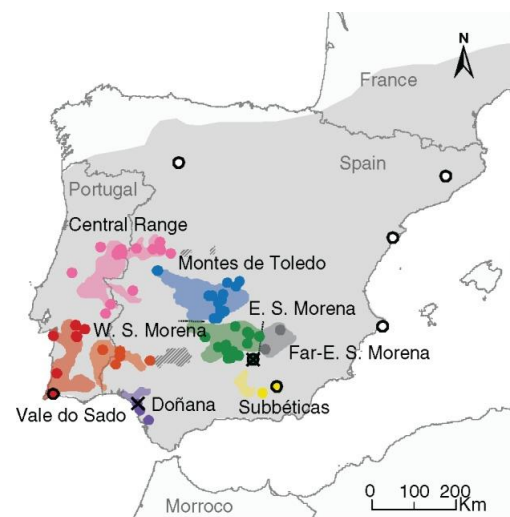 N
France
Spain
Portugal
Central Range
Montes de Toledo
E. S. Morena
W. S. Morena
Far-E. S. Morena
Vale do Sado
Doñana
Subbéticas
Morroco
0 100 200
Km